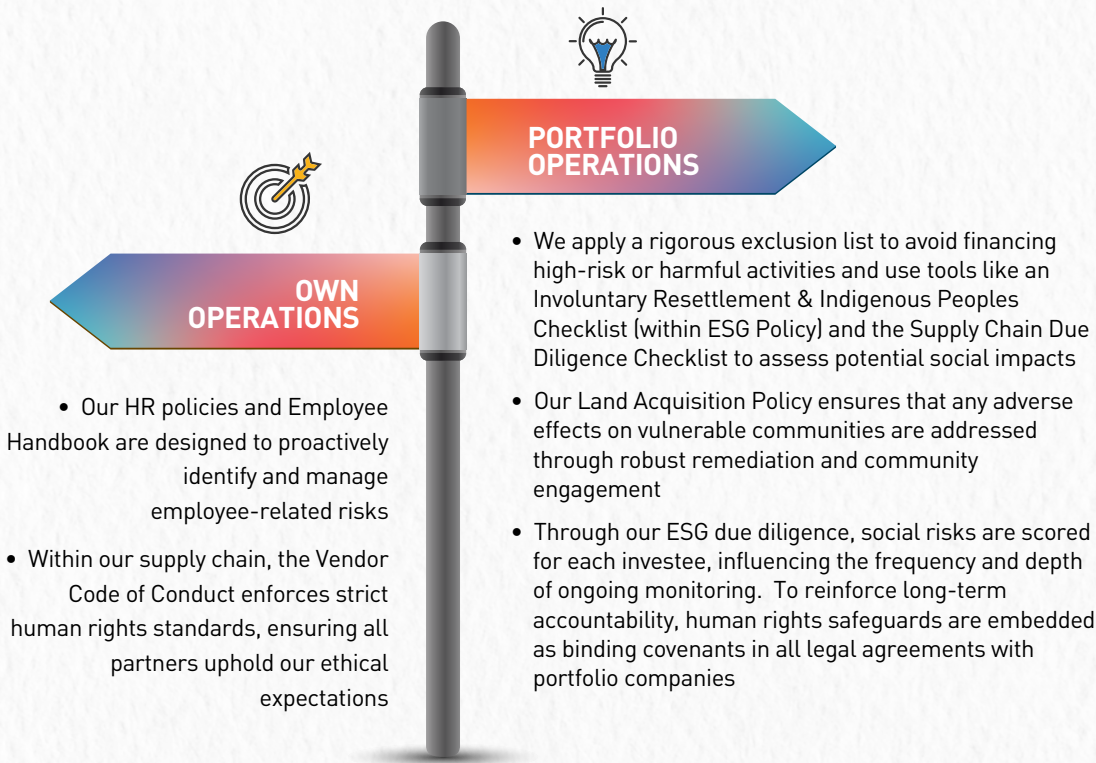 PORTFOLIO
OPERATIONS
• We apply a rigorous exclusion list to avoid financing
high-risk or harmful activities and use tools like an
Involuntary Resettlement & Indigenous Peoples
Checklist (within ESG Policy) and the Supply Chain Due
Diligence Checklist to assess potential social impacts
• Our Land Acquisition Policy ensures that any adverse
effects on vulnerable communities are addressed
through robust remediation and community
engagement
• Through our ESG due diligence, social risks are scored
for each investee, influencing the frequency and depth
of ongoing monitoring. To reinforce long-term
accountability, human rights safeguards are embedded
as binding covenants in all legal agreements with
portfolio companies
OWN
OPERATIONS
• Our HR policies and Employee
Handbook are designed to proactively
identify and manage
employee-related risks
• Within our supply chain, the Vendor
Code of Conduct enforces strict
human rights standards, ensuring all
partners uphold our ethical
expectations